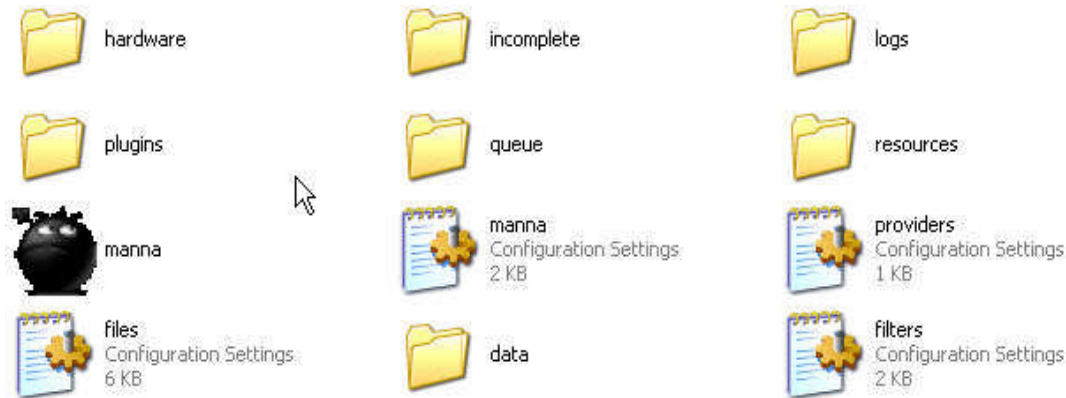 hardware
incomplete
logs
plugins
queue
resources
manna
manna
Configuration Settings
2 KB
providers
Configuration Settings
1 KB
files
Configuration Settings
6 KB
data
filters
Configuration Settings
2 KB